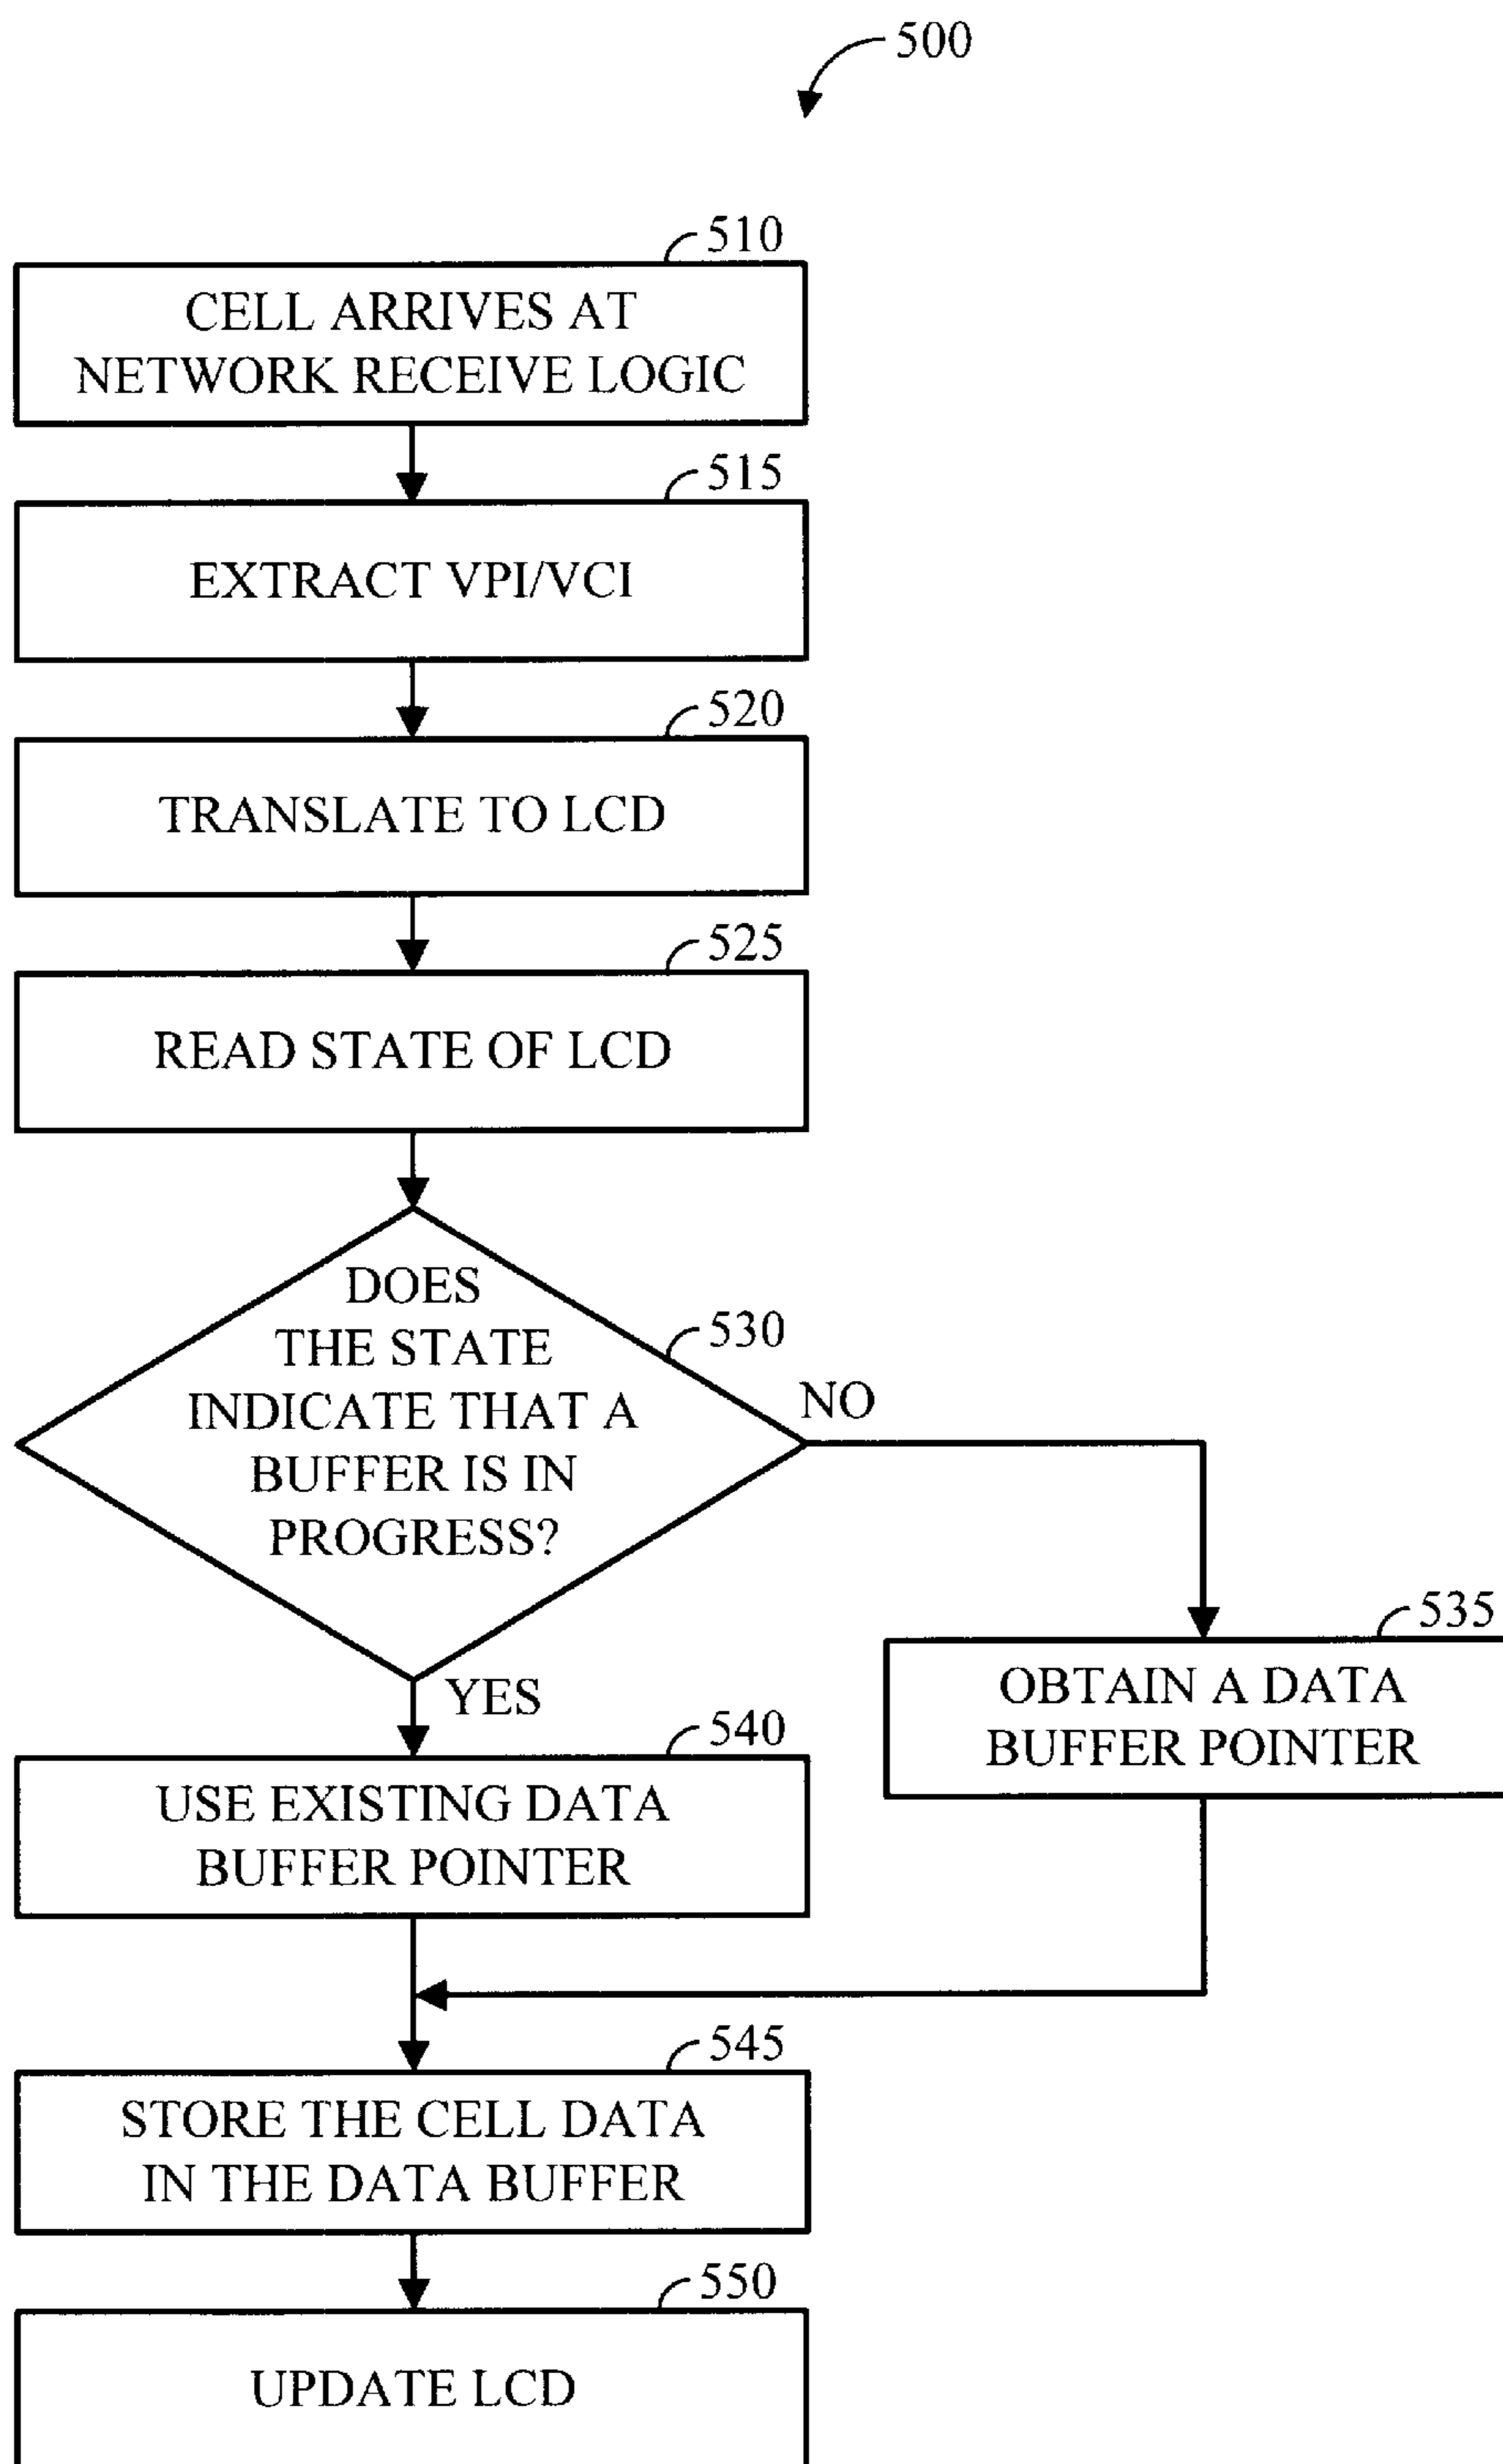 500
510
CELL ARRIVES AT
NETWORK RECEIVE LOGIC
515
EXTRACT VPI/VCI
520
TRANSLATE TO LCD
525
READ STATE OF LCD
DOES
THE STATE
INDICATE THAT A
BUFFER IS IN
PROGRESS?
530
NO
YES
535
OBTAIN A DATA
BUFFER POINTER
540
USE EXISTING DATA
BUFFER POINTER
545
STORE THE CELL DATA
IN THE DATA BUFFER
550
UPDATE LCD